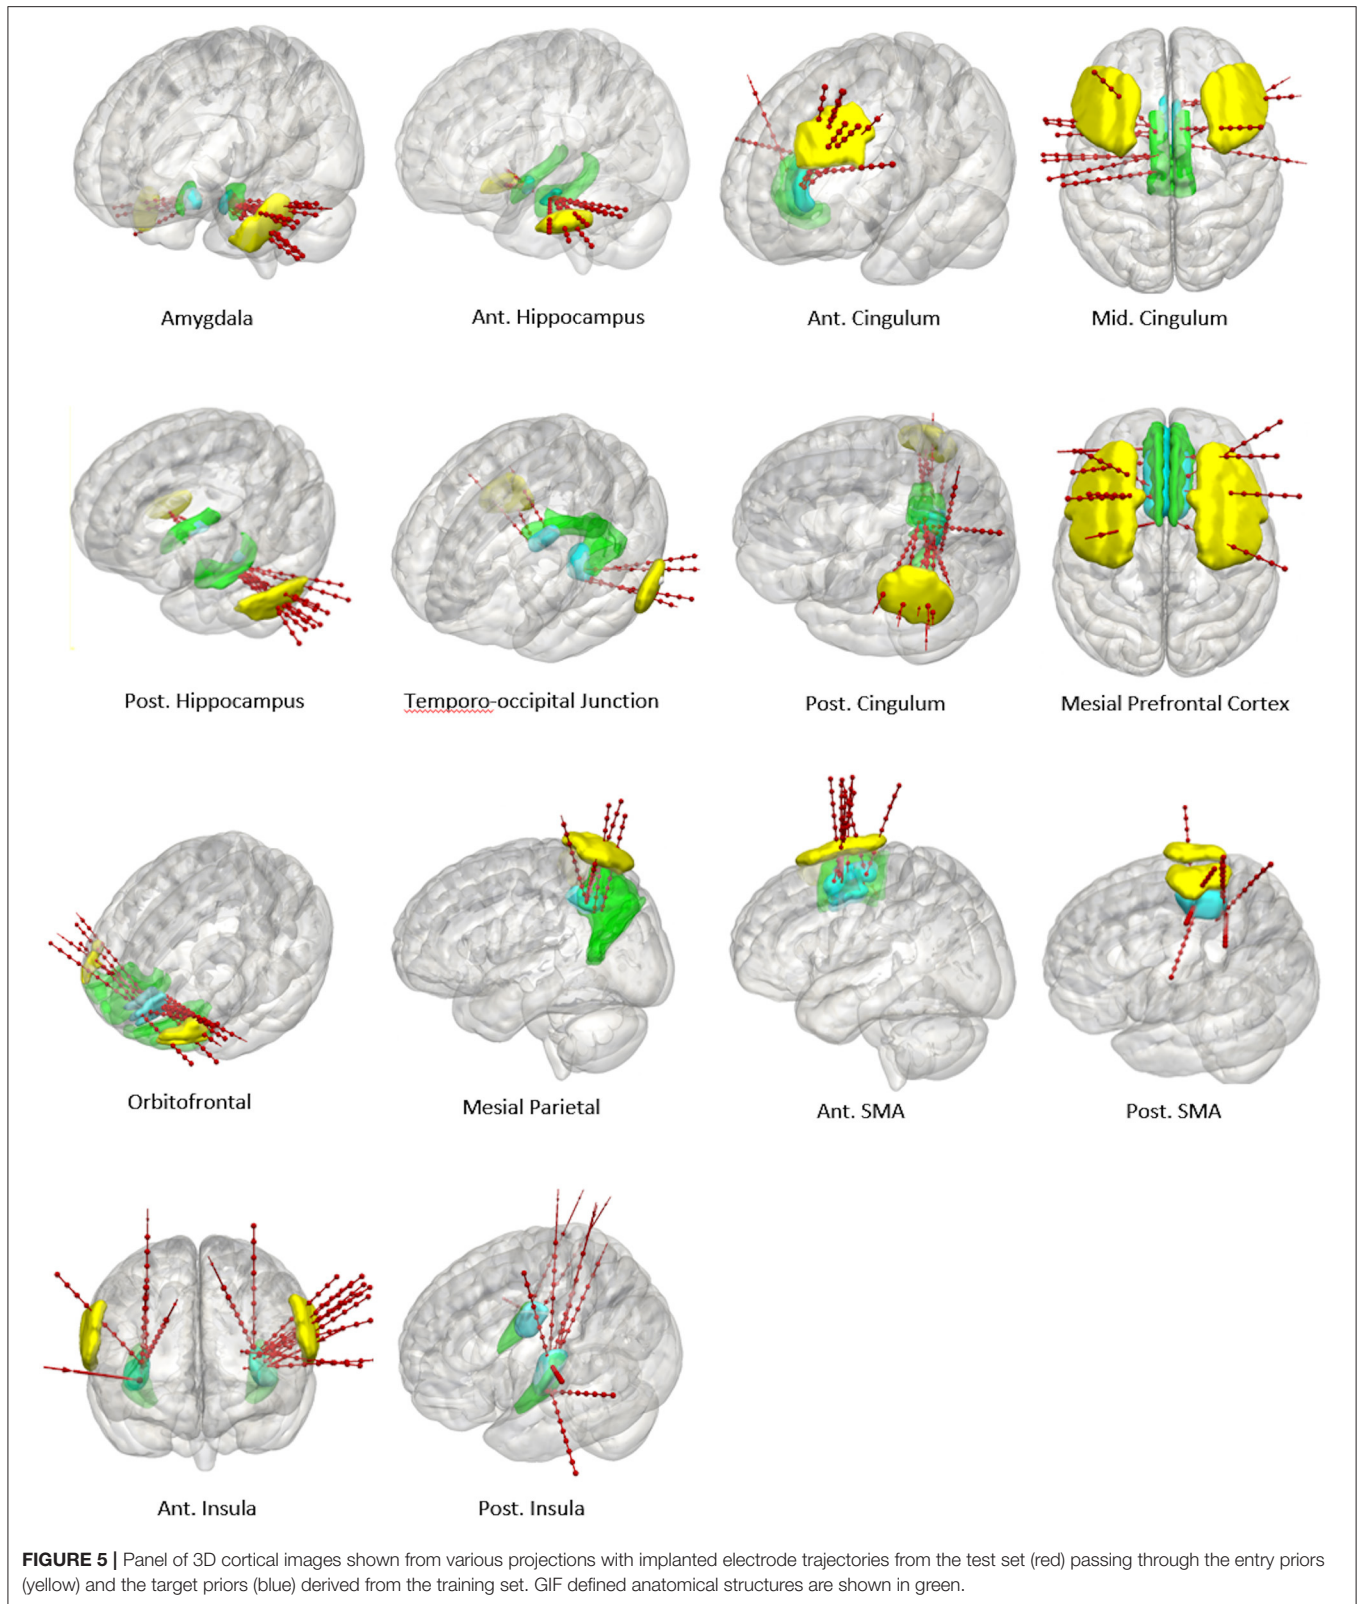 Amygdala
Ant. Hippocampus
Ant. Cingulum
Mid. Cingulum
Post. Hippocampus
Temporo-occipital Junction
Post. Cingulum
Mesial Prefrontal Cortex
Orbitofrontal
Mesial Parietal
Ant. SMA
Post. SMA
Ant. Insula
Post. Insula
FIGURE 5 | Panel of 3D cortical images shown from various projections with implanted electrode trajectories from the test set (red) passing through the entry priors
(yellow) and the target priors (blue) derived from the training set. GIF defined anatomical structures are shown in green.